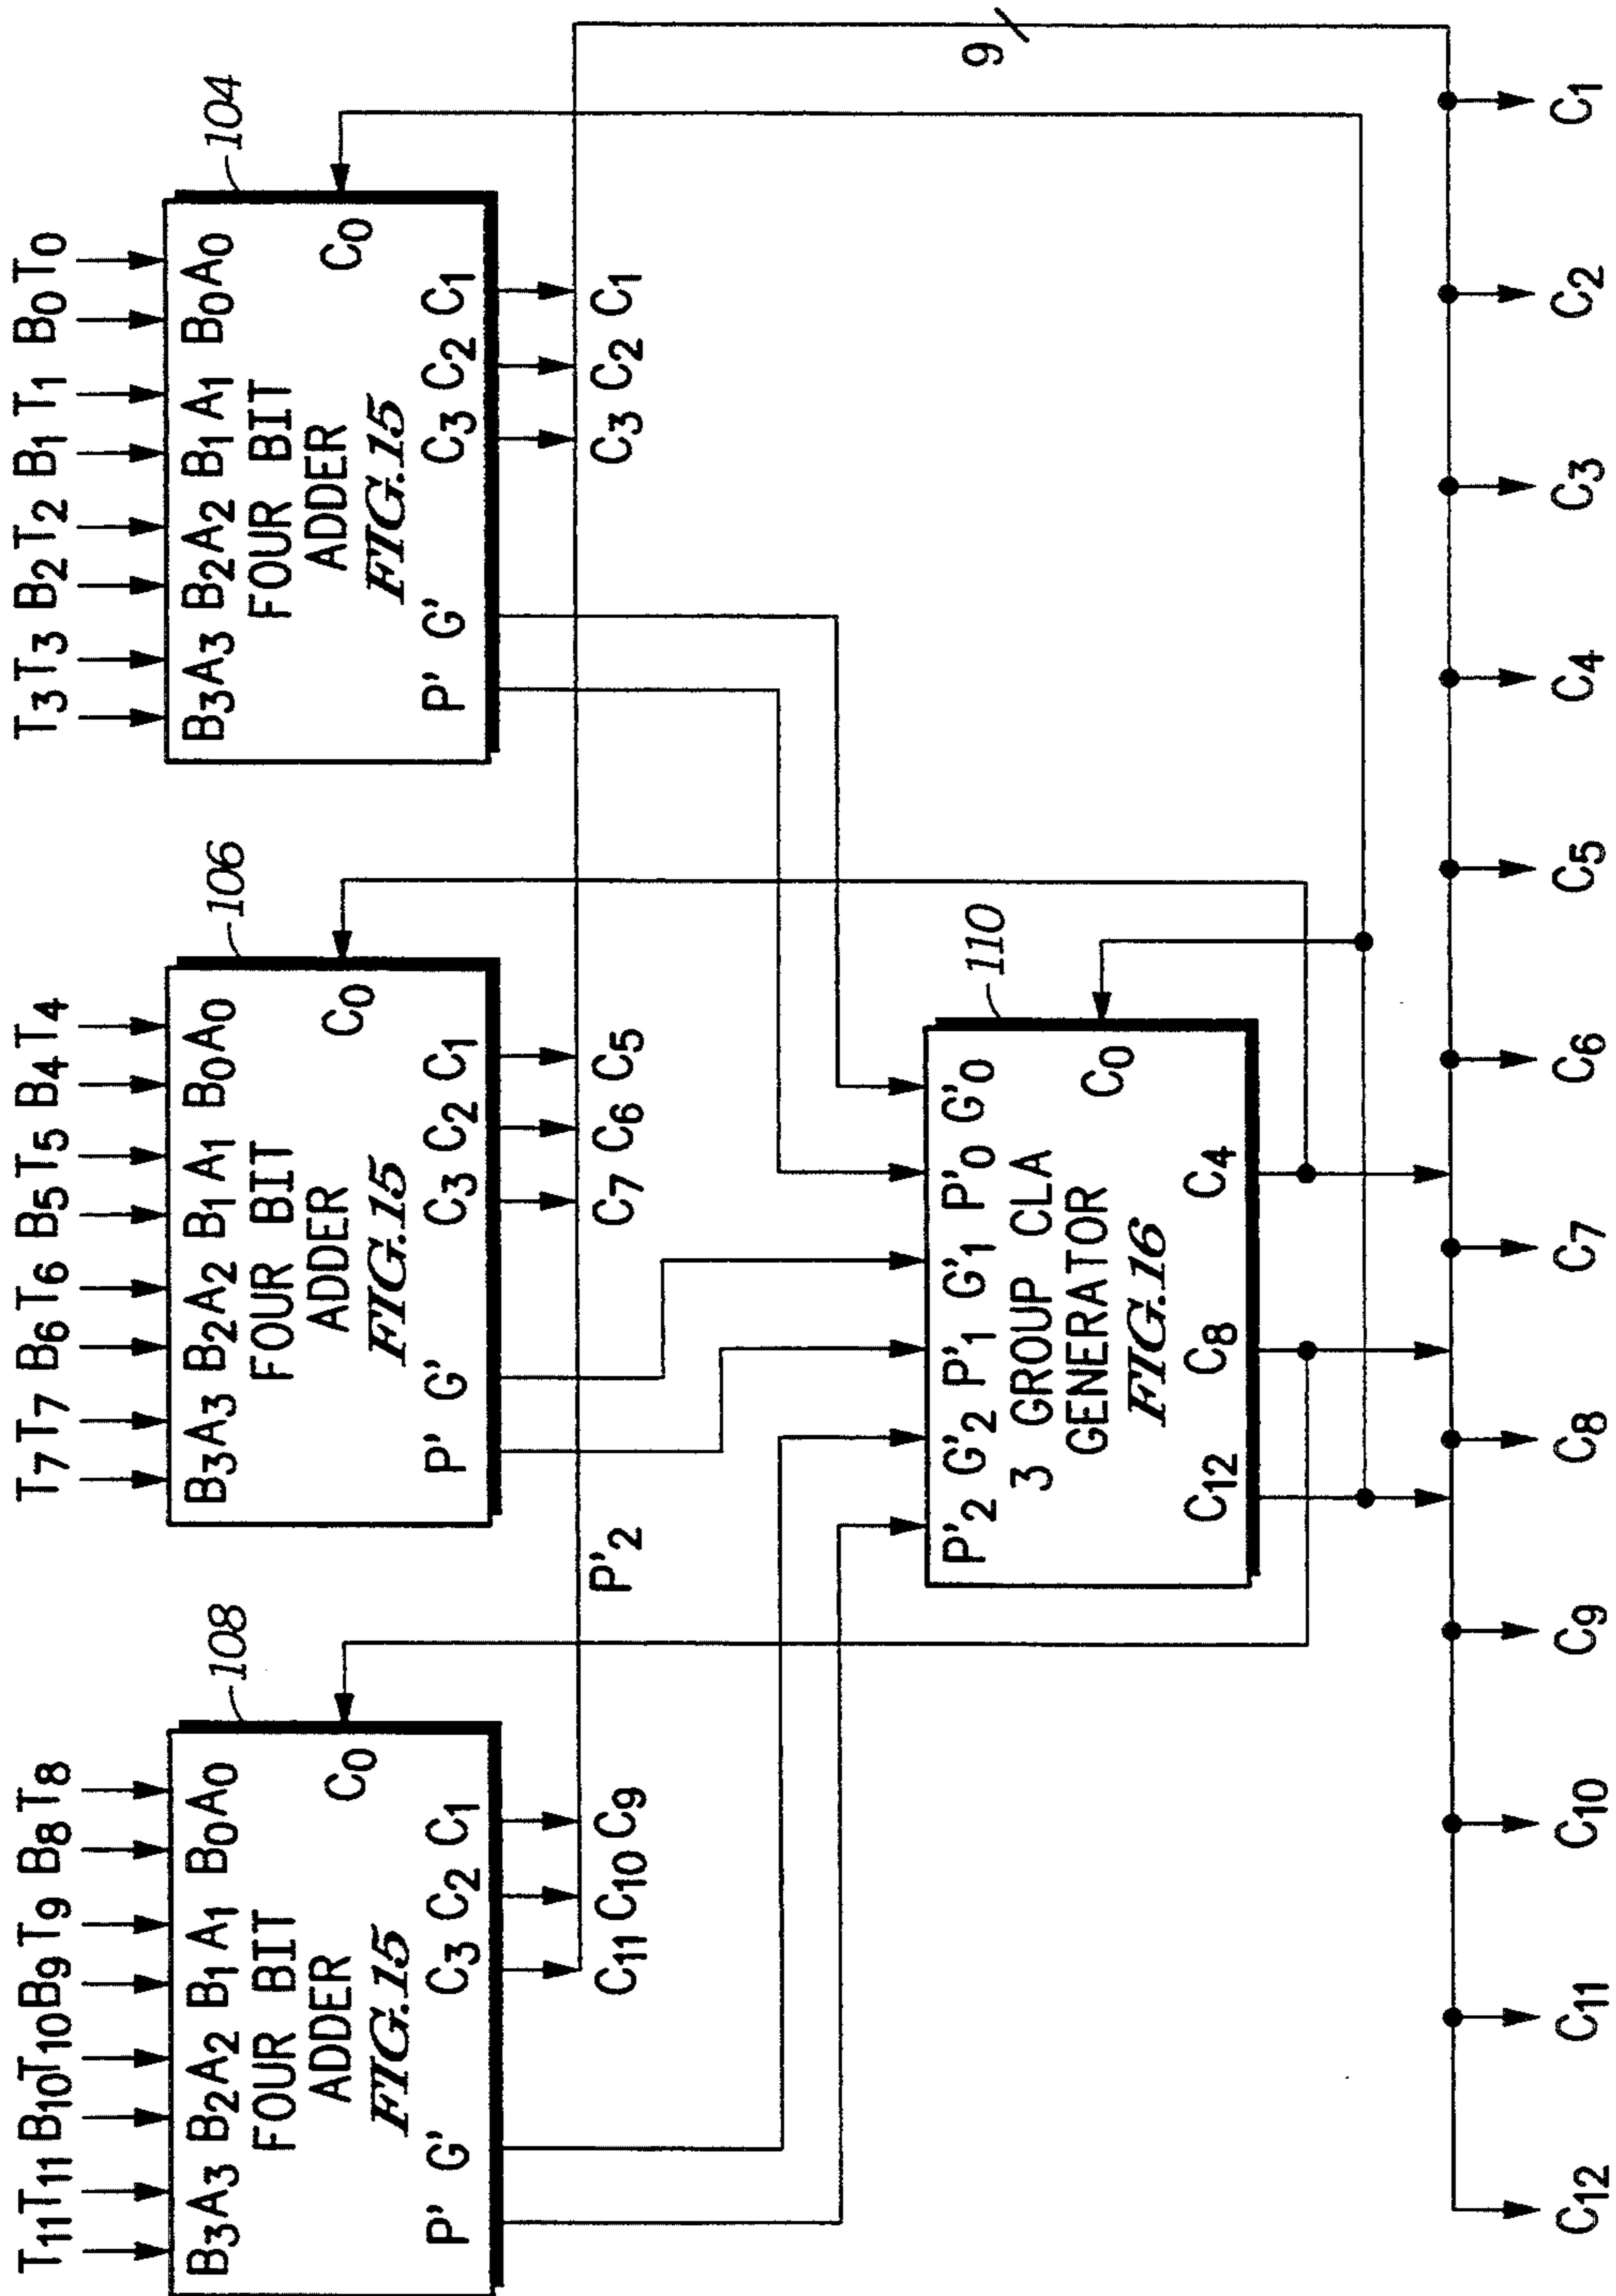 T11 T11 B10 T10 B9 T9 B8 T8
B3 A3 B2 A2 B1 A1 B0 A0
FOUR BIT
ADDER
FIG.15
C0
P' G' C3 C2 C1
108
C11 C10 C9
T7 T7 B6 T6 B5 T5 B4 T4
B3 A3 B2 A2 B1 A1 B0 A0
FOUR BIT
ADDER
FIG.15
C0
P' G' C3 C2 C1
106
C7 C6 C5
P'2
T3 T3 B2 T2 B1 T1 B0 T0
B3 A3 B2 A2 B1 A1 B0 A0
FOUR BIT
ADDER
FIG.15
C0
P' G' C3 C2 C1
104
C3 C2 C1
P'2 G'2 P'1 G'1 P'0 G'0
3 GROUP CLA
GENERATOR
FIG.16
C0
C12 C8 C4
110
9
C12 C11 C10 C9 C8 C7 C6 C5 C4 C3 C2 C1